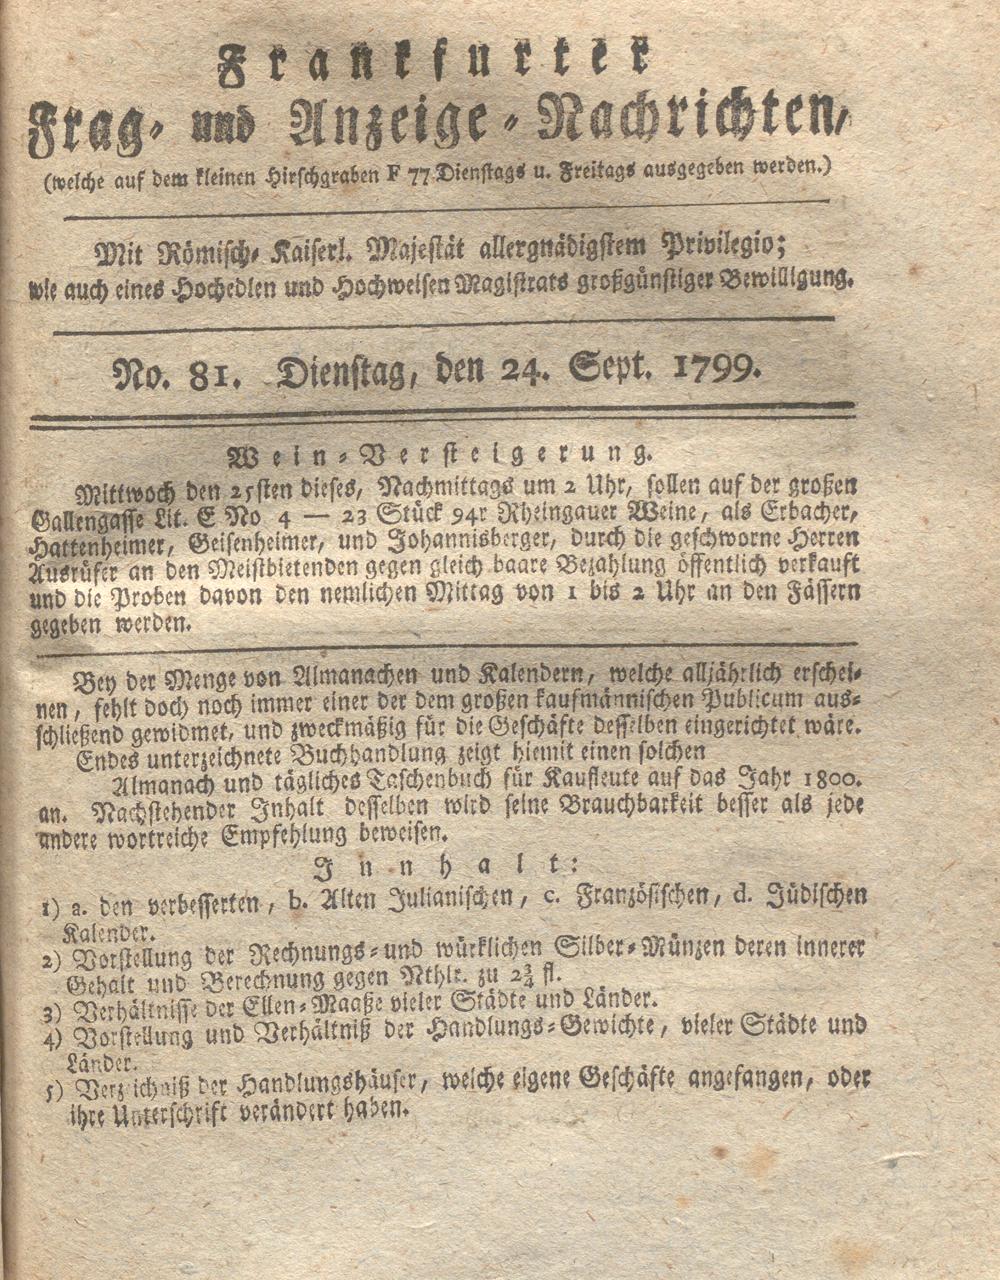 Frankfurter
Frag- und Anzeige-Nachrichten,
(welche auf dem kleinen Hirschgraben F 77 Dienstags u. Freitags ausgegeben werden.)
Mit Römisch-Kaiserl. Majestät allergnädigstem Privilegio;
wie auch eines Hochedlen und Hochweisen Magistrats großgünstiger Bewilligung.
No. 81. Dienstag, den 24. Sept. 1799.
Wein-Versteigerung.
Mittwoch den 25sten dieses, Nachmittags um 2 Uhr, sollen auf der großen
Gallengasse Lit. E No 4 — 23 Stück 94r Rheingauer Weine, als Erbacher,
Hattenheimer, Geisenheimer, und Johannisberger, durch die geschworne Herren
Ausrüfer an den Meistbietenden gegen gleich baare Bezahlung öffentlich verkauft
und die Proben davon den nemlichen Mittag von 1 bis 2 Uhr an den Fässern
gegeben werden.
Bey der Menge von Almanachen und Kalendern, welche alljährlich erschei-
nen, fehlt doch noch immer einer der dem großen kaufmännischen Publicum aus-
schließend gewidmet, und zweckmäßig für die Geschäfte desselben eingerichtet wäre.
Endes unterzeichnete Buchhandlung zeigt hiemit einen solchen
Almanach und tägliches Taschenbuch für Kaufleute auf das Jahr 1800.
an. Nachstehender Inhalt desselben wird seine Brauchbarkeit besser als jede
andere wortreiche Empfehlung beweisen.
Innhalt:
1) a. den verbesserten, b. Alten Julianischen, c. Französischen, d. Jüdischen
Kalender.
2) Vorstellung der Rechnungs-und würklichen Silber-Münzen deren innerer
Gehalt und Berechnung gegen Rthlr. zu 2¾ fl.
3) Verhältnisse der Ellen-Maaße vieler Städte und Länder.
4) Vorstellung und Verhältniß der Handlungs-Gewichte, vieler Städte und
Länder.
5) Verzeichniß der Handlungshäuser, welche eigene Geschäfte angefangen, oder
ihre Unterschrift verändert haben.